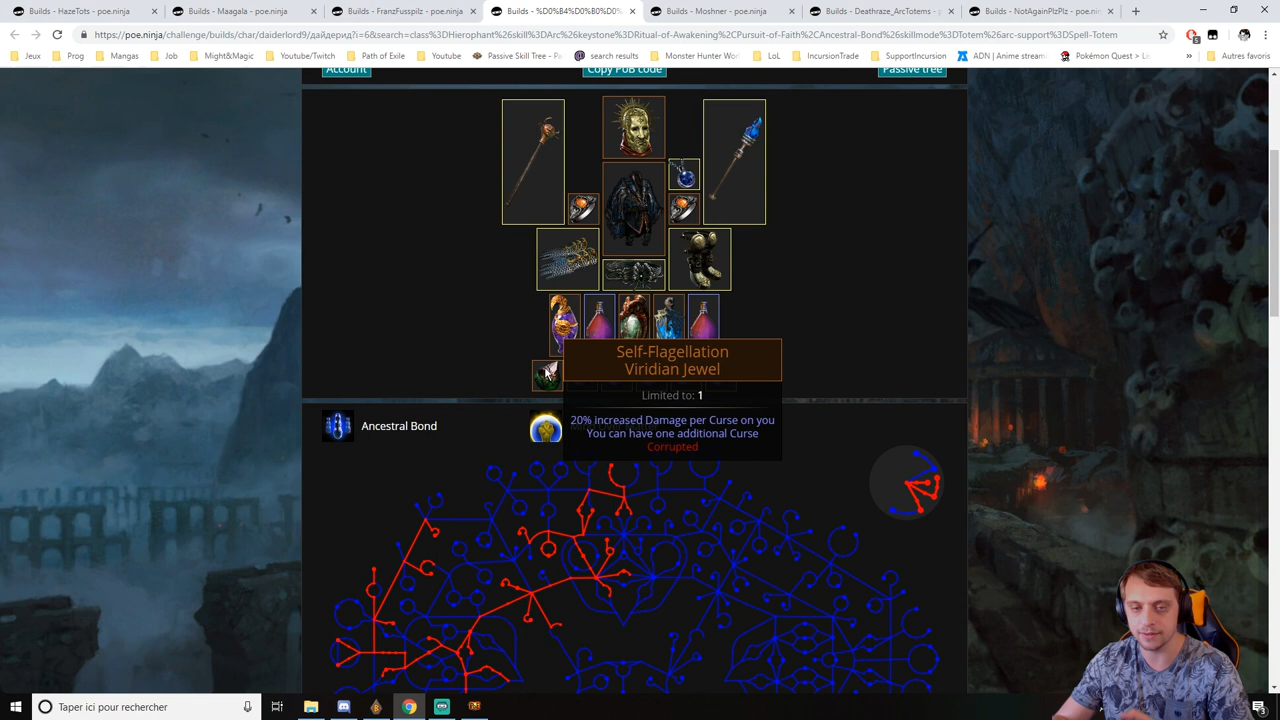 Builds - HazeTots - poe.ninja
Builds - Maagala - poe.ninja
Builds - FranzFusspilz - poe.ninja
Builds - %D0%B4%D0%B0%D0%
Builds - Moshner - poe.ninja
Builds - Deathraze_ArcTotems - p
Builds - NotAgainPlzPlz - poe.n
https://poe.ninja/challenge/builds/char/daiderlord9/дайдерид?i=6&search=class%3DHierophant%26skill%3DArc%26keystone%3DRitual-of-Awakening%2CPursuit-of-Faith%2CAncestral-Bond%26skillmode%3DTotem%26arc-support%3DSpell-Totem
Jeux
Prog
Mangas
Job
Might&Magic
Youtube/Twitch
Path of Exile
Youtube
Passive Skill Tree - Pa
search results
Monster Hunter Wor
LoL
IncursionTrade
SupportIncursion
ADN | Anime stream
Pokémon Quest > Lis
»
Autres favoris
Account
Copy PoB code
Passive tree
Self-Flagellation
Viridian Jewel
Limited to: 1
20% increased Damage per Curse on you
You can have one additional Curse
Corrupted
Ancestral Bond
Taper ici pour rechercher